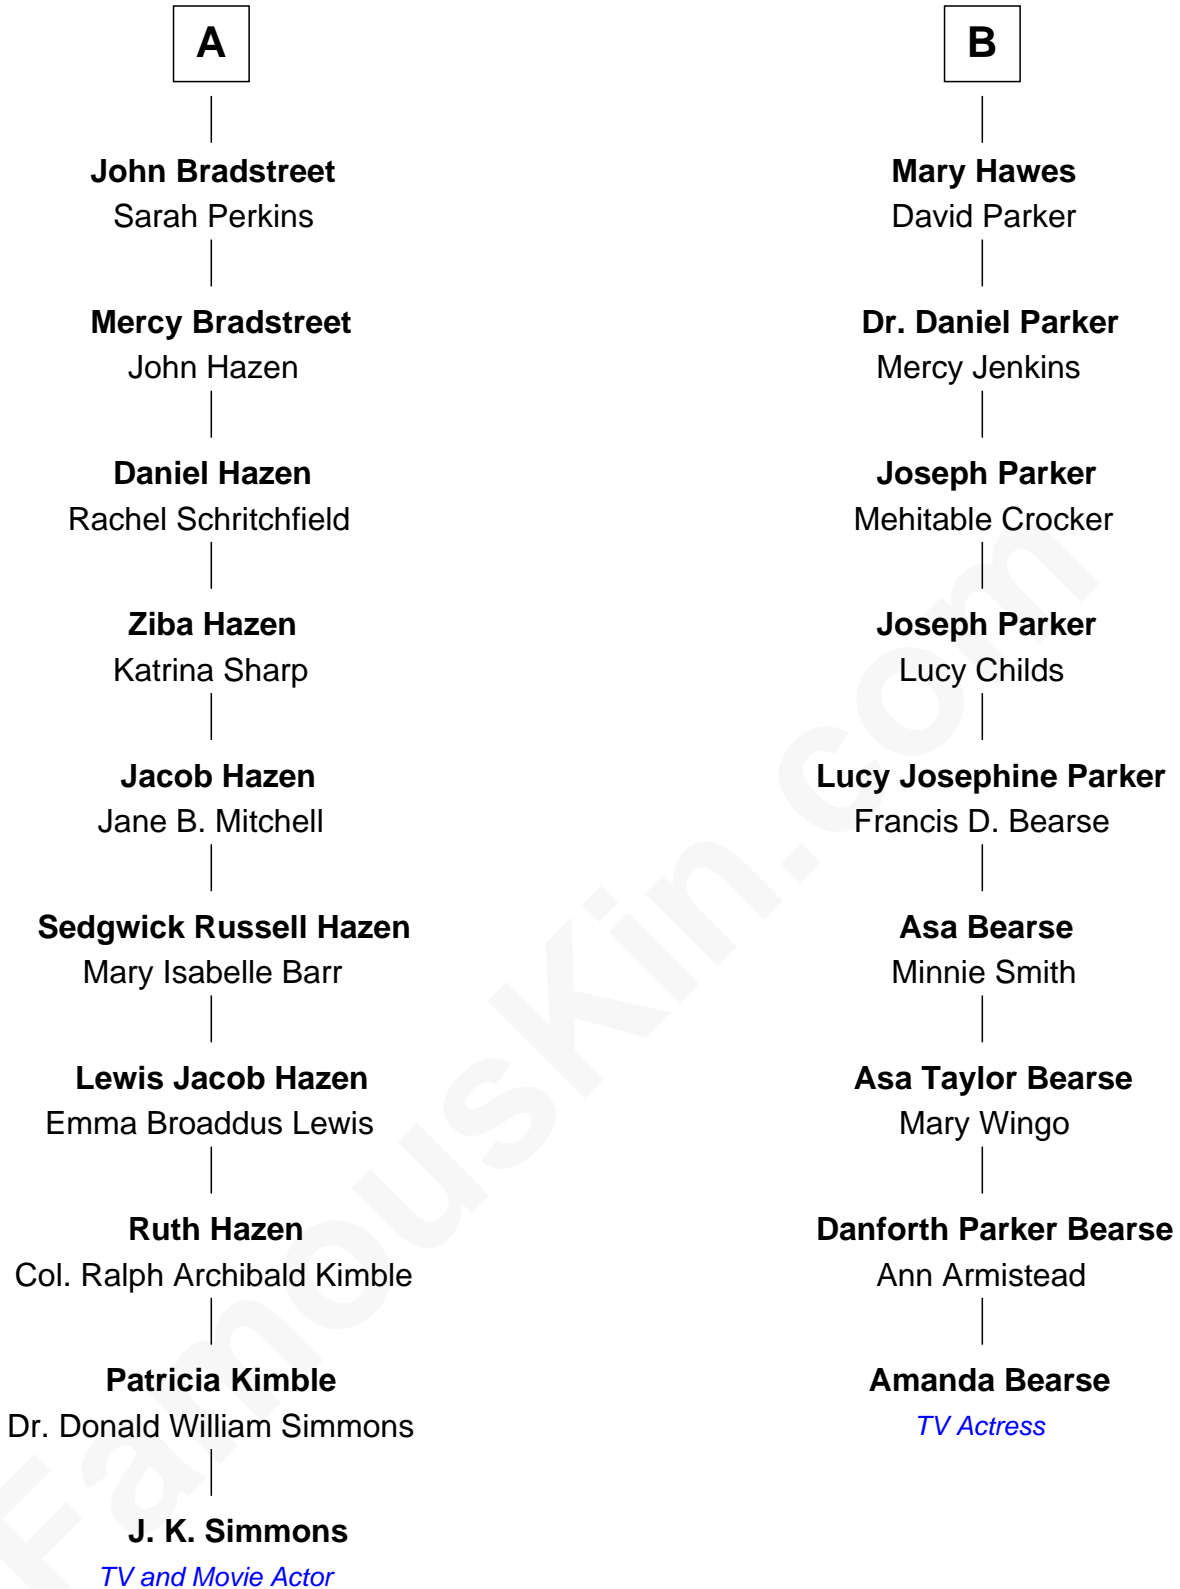 A
John Bradstreet
Sarah Perkins
Mercy Bradstreet
John Hazen
Daniel Hazen
Rachel Schritchfield
Ziba Hazen
Katrina Sharp
Jacob Hazen
Jane B. Mitchell
Sedgwick Russell Hazen
Mary Isabelle Barr
Lewis Jacob Hazen
Emma Broaddus Lewis
Ruth Hazen
Col. Ralph Archibald Kimble
Patricia Kimble
Dr. Donald William Simmons
J. K. Simmons
TV and Movie Actor
B
Mary Hawes
David Parker
Dr. Daniel Parker
Mercy Jenkins
Joseph Parker
Mehitable Crocker
Joseph Parker
Lucy Childs
Lucy Josephine Parker
Francis D. Bearse
Asa Bearse
Minnie Smith
Asa Taylor Bearse
Mary Wingo
Danforth Parker Bearse
Ann Armistead
Amanda Bearse
TV Actress
FamousKin.com